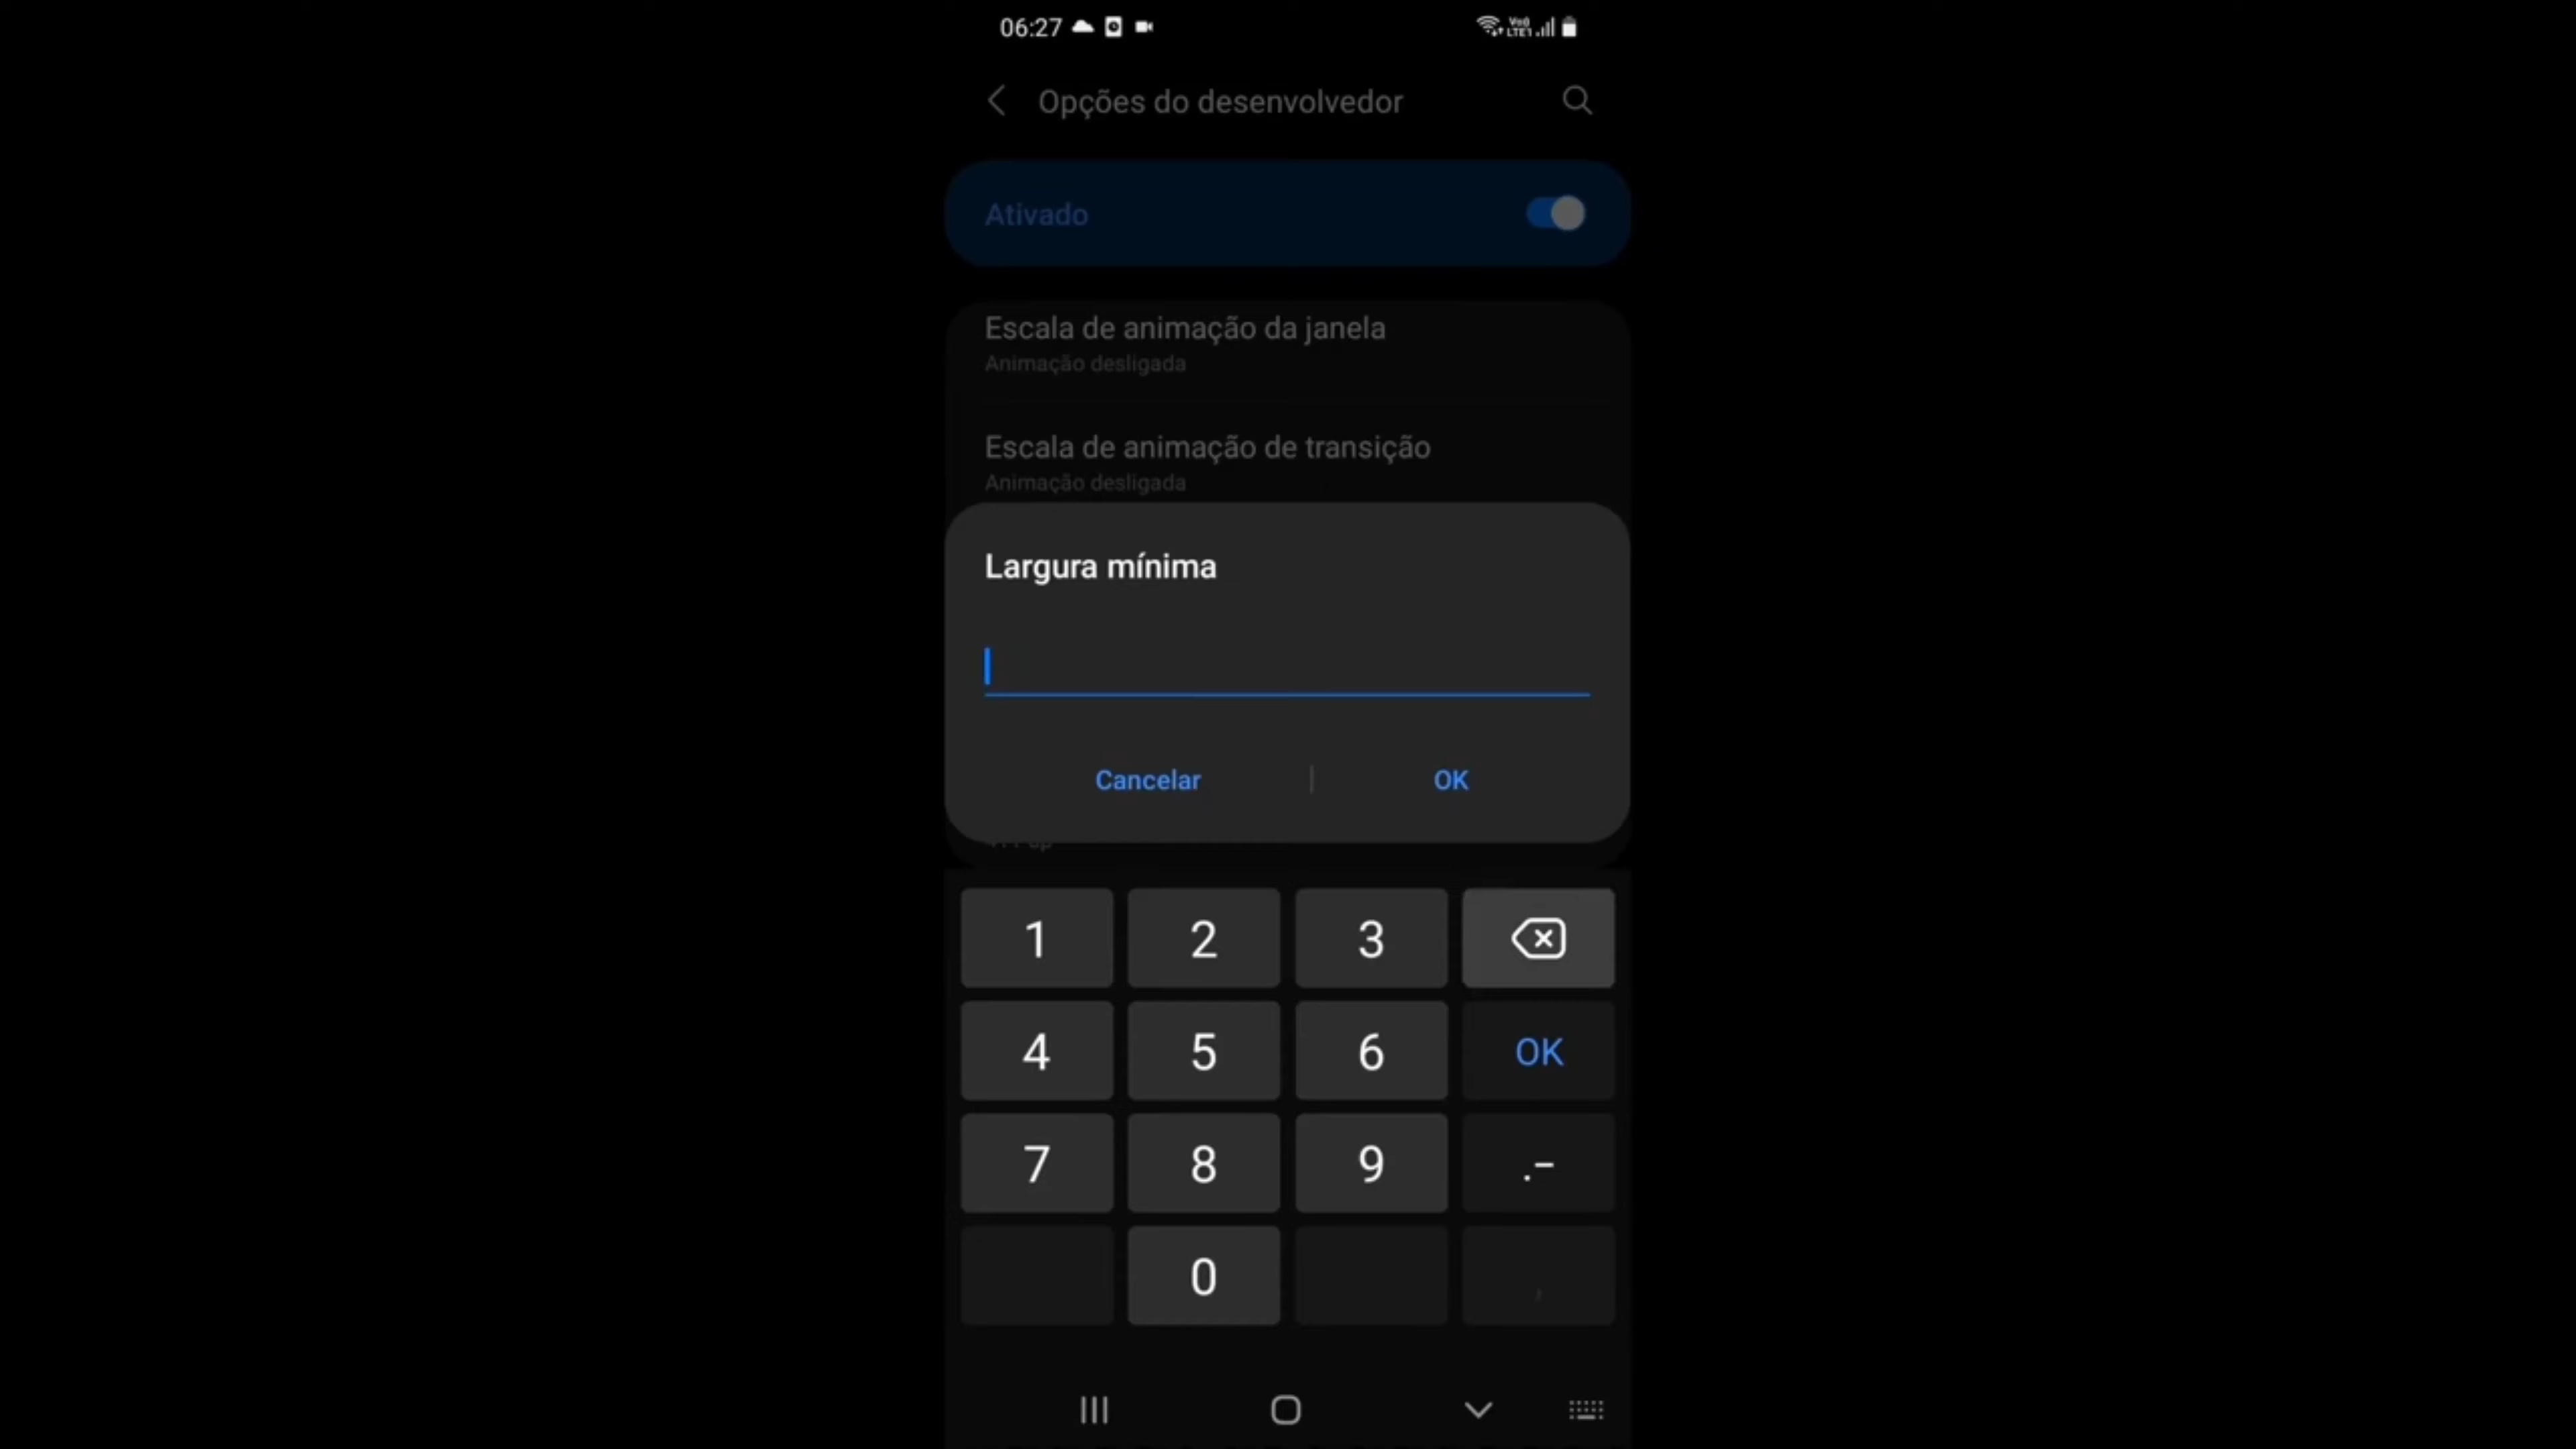 06:27
Opções do desenvolvedor
Ativado
Escala de animação da janela
Animação desligada
Escala de animação de transição
Animação desligada
Largura mínima
Cancelar | OK
1 2 3
4 5 6 OK
7 8 9 .-
0 ,